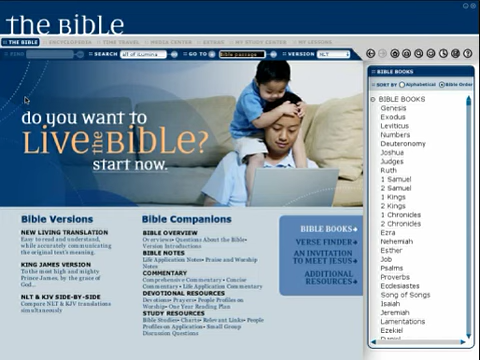 the BIBLE
THE BIBLE ENCYCLOPEDIA TIME TRAVEL MEDIA CENTER EXTRAS MY STUDY CENTER MY LESSONS
FIND SEARCH All of iLumina GO TO Bible passage VERSION NLT
do you want to
LIVE the BIBLE?
start now.
Bible Versions
NEW LIVING TRANSLATION
Easy to read and understand,
while accurately communicating
the original text's meaning.
KING JAMES VERSION
To the most high and mighty
Prince James, by the grace of
God...
NLT & KJV SIDE-BY-SIDE
Compare NLT & KJV translations
simultaneously
Bible Companions
BIBLE OVERVIEW
Overviews• Questions About the Bible•
Version Introductions
BIBLE NOTES
Life Application Notes• Praise and Worship
Notes
COMMENTARY
Comprehensive Commentary• Concise
Commentary• Life Application Commentary
DEVOTIONAL RESOURCES
Devotions• Prayers• People Profiles on
Worship• One Year Reading Plan
STUDY RESOURCES
Bible Studies• Charts• Relevant Links• People
Profiles on Application• Small Group
Discussion Questions
BIBLE BOOKS
VERSE FINDER
AN INVITATION
TO MEET JESUS
ADDITIONAL
RESOURCES
BIBLE BOOKS
SORT BY Alphabetical Bible Order
BIBLE BOOKS
Genesis
Exodus
Leviticus
Numbers
Deuteronomy
Joshua
Judges
Ruth
1 Samuel
2 Samuel
1 Kings
2 Kings
1 Chronicles
2 Chronicles
Ezra
Nehemiah
Esther
Job
Psalms
Proverbs
Ecclesiastes
Song of Songs
Isaiah
Jeremiah
Lamentations
Ezekiel
Daniel